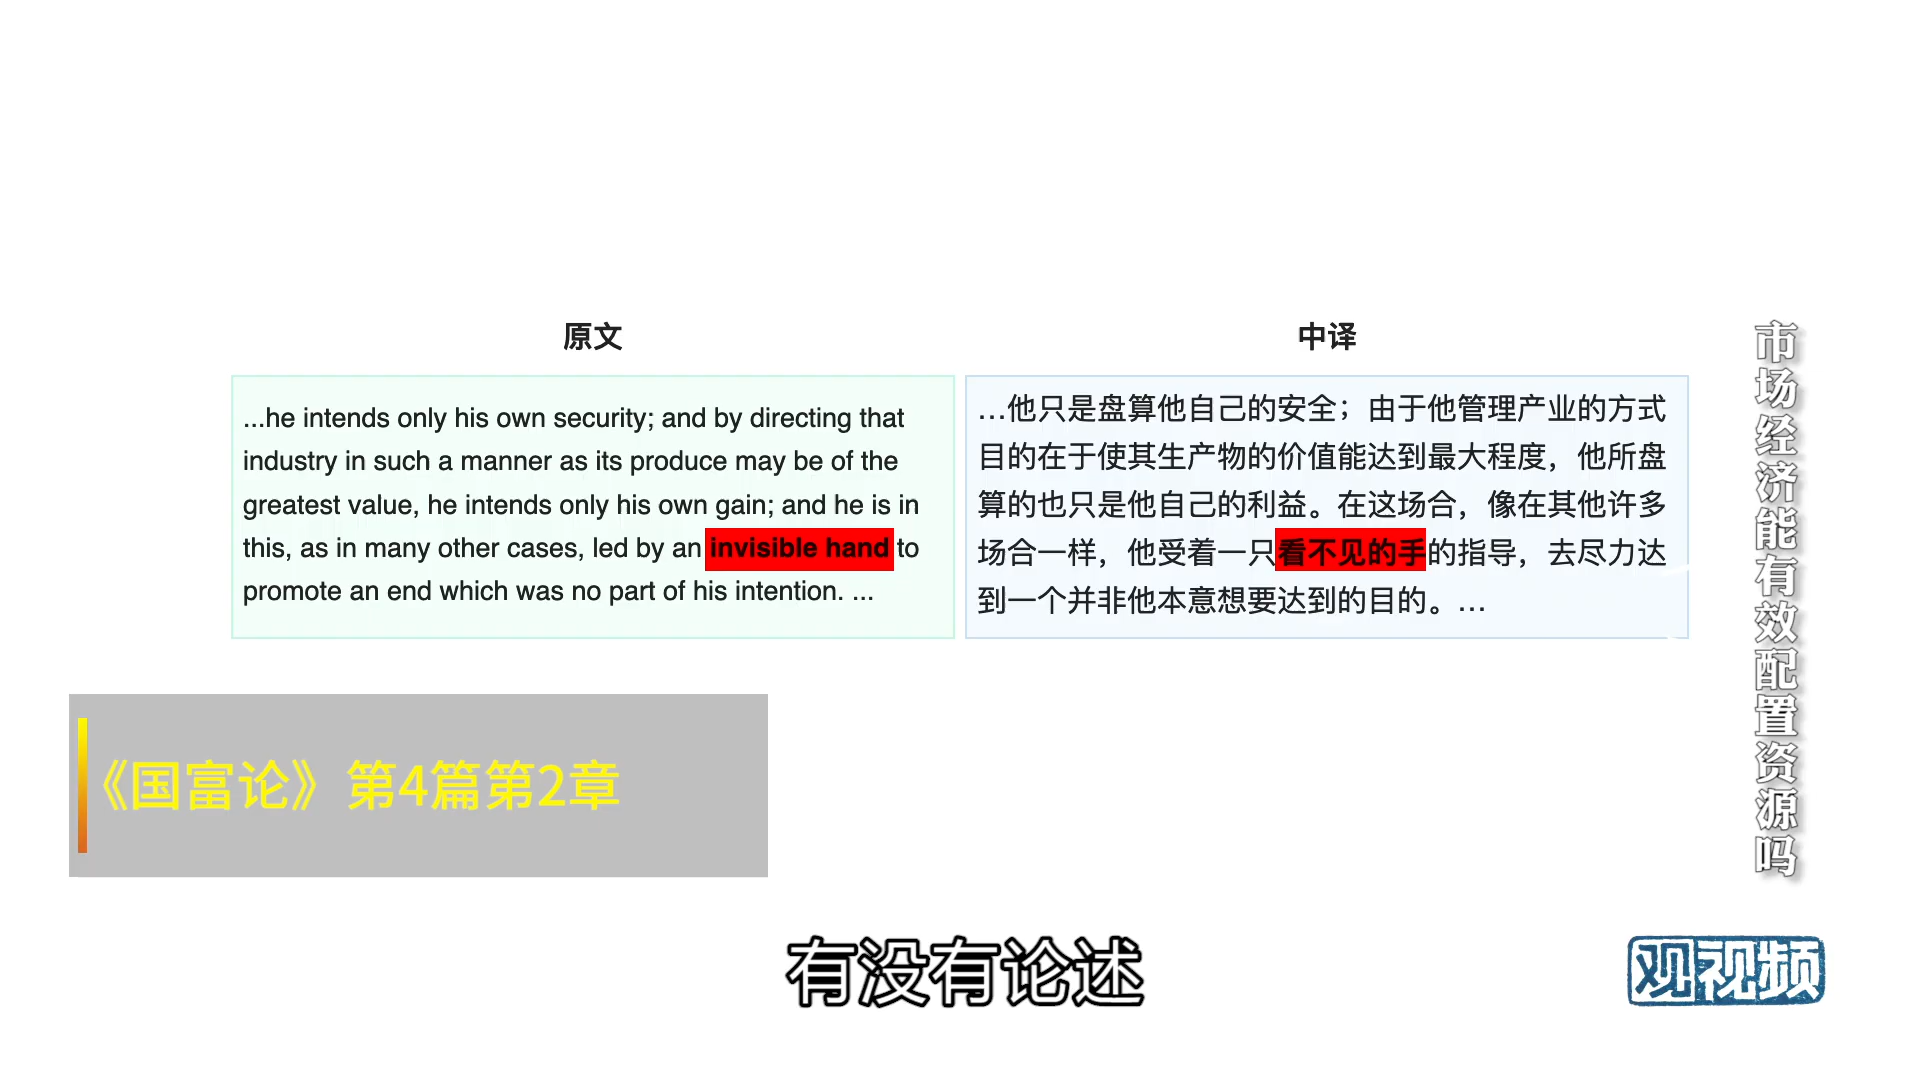 原文
...he intends only his own security; and by directing that
industry in such a manner as its produce may be of the
greatest value, he intends only his own gain; and he is in
this, as in many other cases, led by an invisible hand to
promote an end which was no part of his intention. ...
中译
…他只是盘算他自己的安全；由于他管理产业的方式
目的在于使其生产物的价值能达到最大程度，他所盘
算的也只是他自己的利益。在这场合，像在其他许多
场合一样，他受着一只看不见的手的指导，去尽力达
到一个并非他本意想要达到的目的。…
市场经济能有效配置资源吗
《国富论》第4篇第2章
有没有论述
观视频